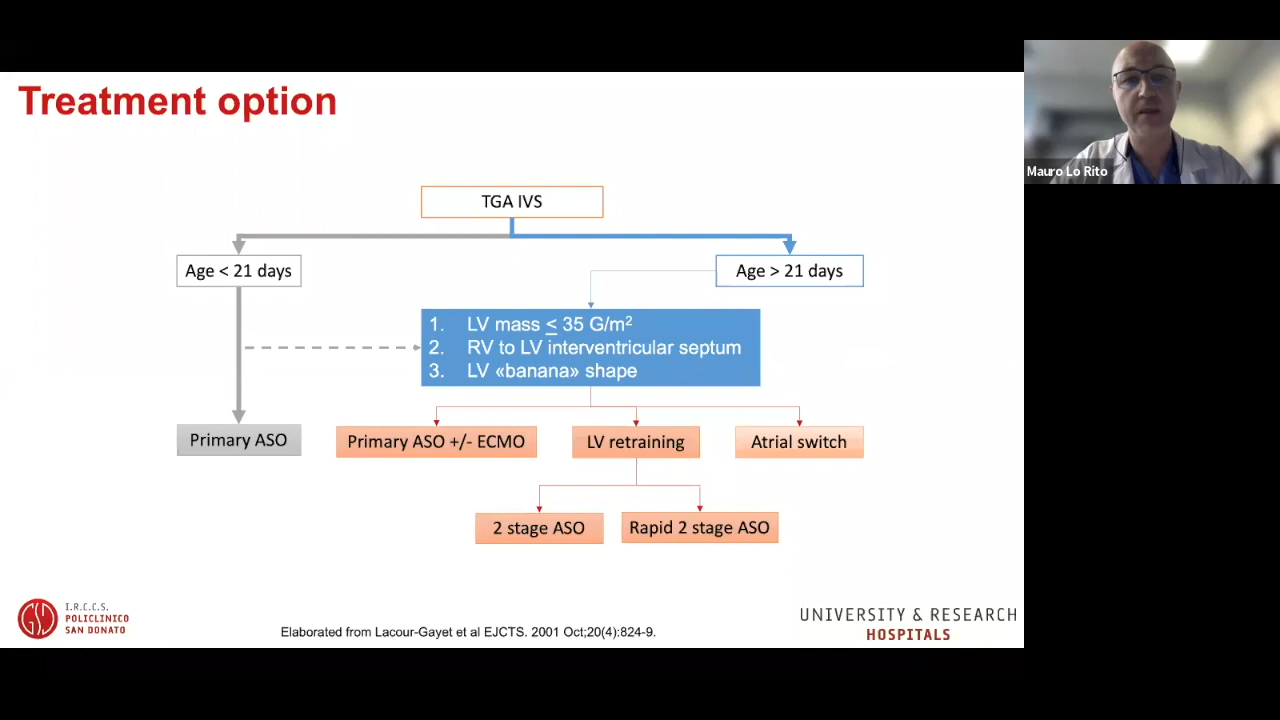 Treatment option
Mauro Lo Rito
TGA IVS
Age < 21 days
Age > 21 days
1. LV mass ≤ 35 G/m²
2. RV to LV interventricular septum
3. LV «banana» shape
Primary ASO
Primary ASO +/- ECMO
LV retraining
Atrial switch
2 stage ASO
Rapid 2 stage ASO
GSD
I.R.C.C.S.
POLICLINICO
SAN DONATO
Elaborated from Lacour-Gayet et al EJCTS. 2001 Oct;20(4):824-9.
UNIVERSITY & RESEARCH
HOSPITALS